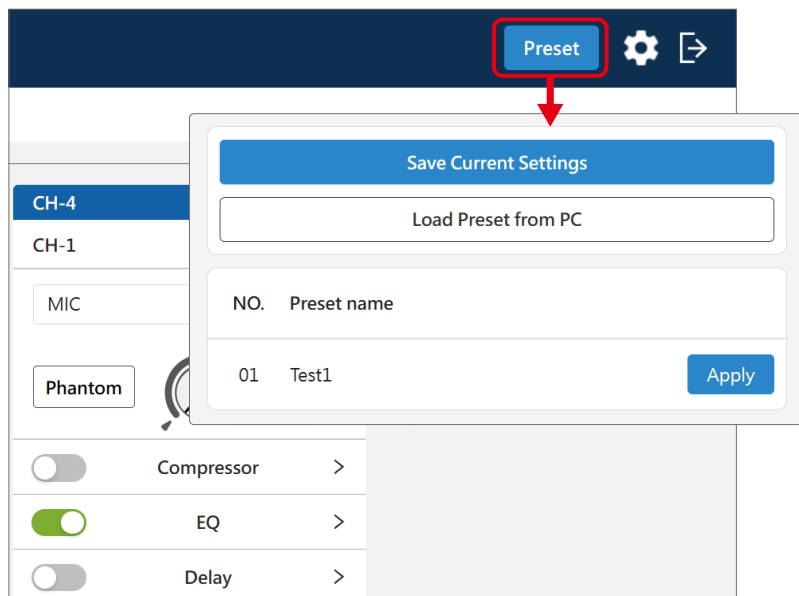 Preset
Save Current Settings
Load Preset from PC
NO. Preset name
01 Test1 Apply
CH-4
CH-1
MIC
Phantom
Compressor
EQ
Delay